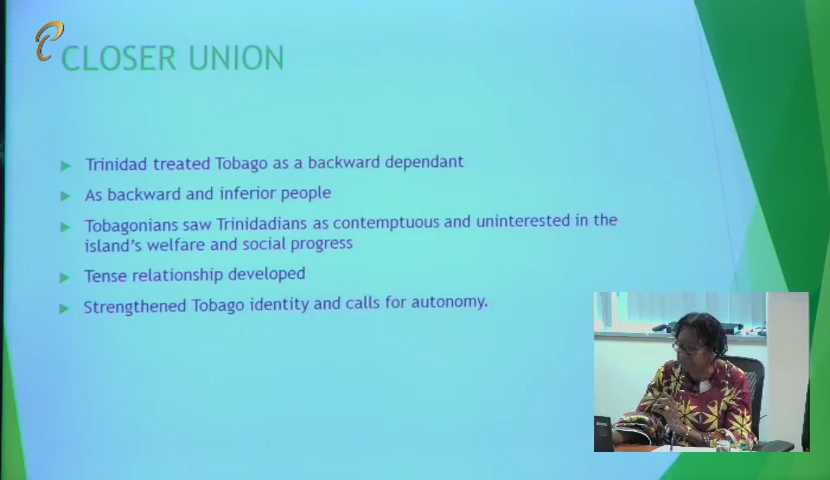 CLOSER UNION
Trinidad treated Tobago as a backward dependant
As backward and inferior people
Tobagonians saw Trinidadians as contemptuous and uninterested in the
island's welfare and social progress
Tense relationship developed
Strengthened Tobago identity and calls for autonomy.